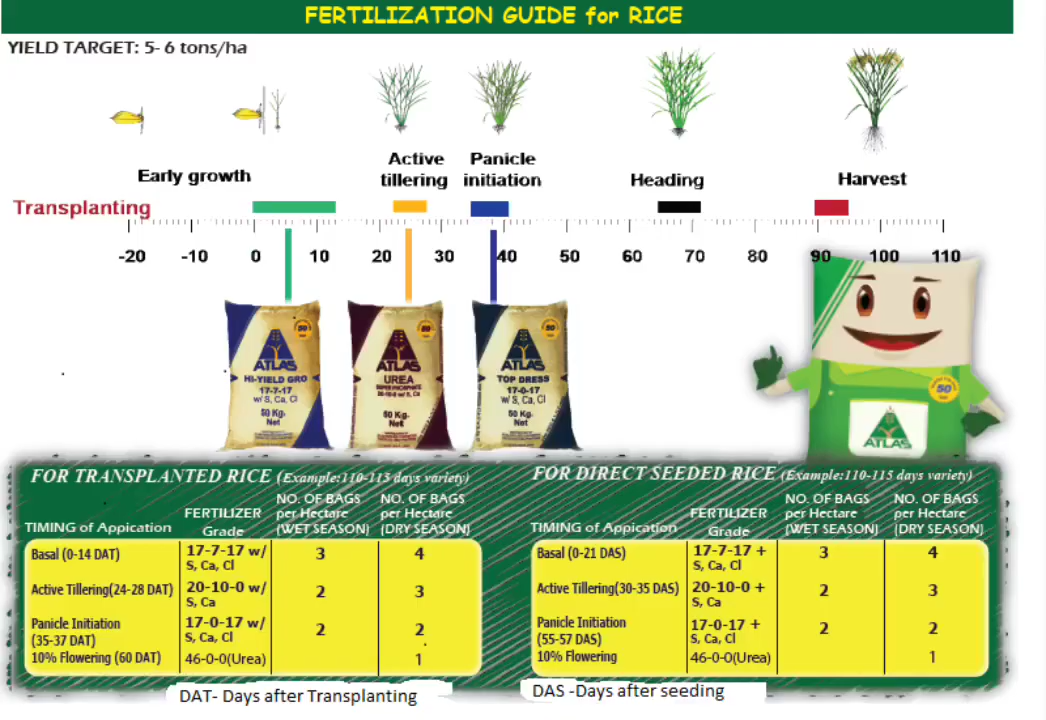 FERTILIZATION GUIDE for RICE
YIELD TARGET: 5- 6 tons/ha
Early growth
Active
tillering
Panicle
initiation
Heading
Harvest
Transplanting
-20 -10 0 10 20 30 40 50 60 70 80 90 100 110
50
ATLAS
HI-YIELD GRO
17-7-17
w/ S, Ca, Cl
50 Kg.
Net
50
ATLAS
UREA
50 Kg.
Net
50
ATLAS
TOP DRESS
17-0-17
w/ S, Ca, Cl
50 Kg.
Net
50
ATLAS
FOR TRANSPLANTED RICE (Example:110-115 days variety)
TIMING of Appication FERTILIZER Grade NO. OF BAGS per Hectare (WET SEASON) NO. OF BAGS per Hectare (DRY SEASON)
Basal (0-14 DAT) 17-7-17 w/ S, Ca, Cl 3 4
Active Tillering(24-28 DAT) 20-10-0 w/ S, Ca 2 3
Panicle Initiation (35-37 DAT) 17-0-17 w/ S, Ca, Cl 2 2
10% Flowering (60 DAT) 46-0-0(Urea) 1
DAT- Days after Transplanting
FOR DIRECT SEEDED RICE (Example:110-115 days variety)
TIMING of Apication FERTILIZER Grade NO. OF BAGS per Hectare (WET SEASON) NO. OF BAGS per Hectare (DRY SEASON)
Basal (0-21 DAS) 17-7-17 + S, Ca, Cl 3 4
Active Tillering(30-35 DAS) 20-10-0 + S, Ca 2 3
Panicle Initiation (55-57 DAS) 17-0-17 + S, Ca, Cl 2 2
10% Flowering 46-0-0(Urea) 1
DAS -Days after seeding